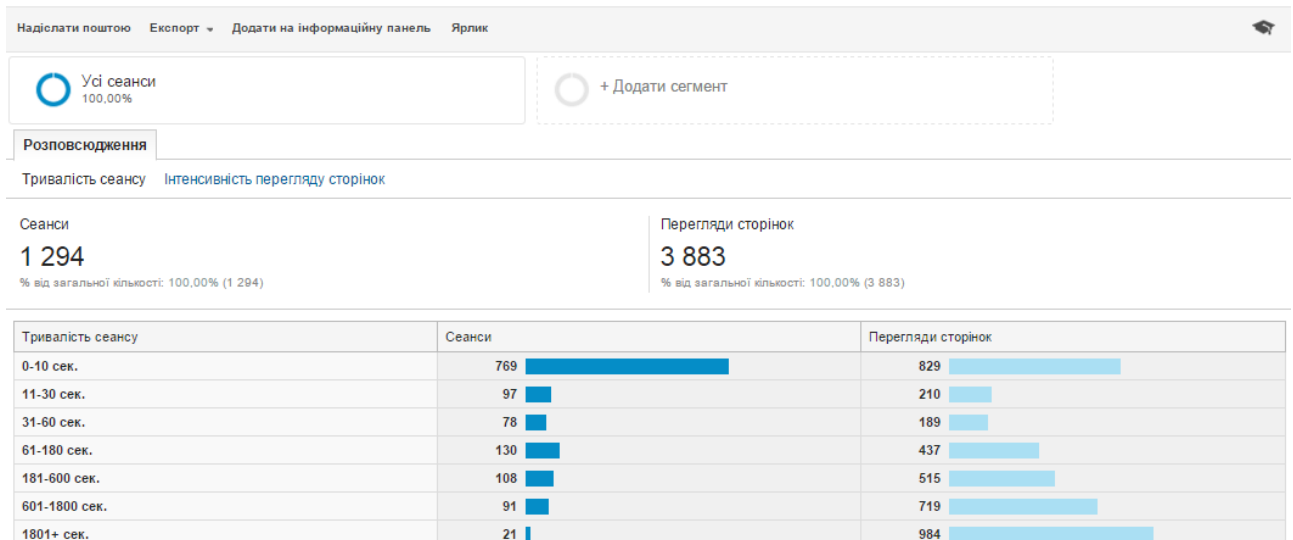 Надіслати поштою Експорт Додати на інформаційну панель Ярлик
Усі сеанси
100,00%
+ Додати сегмент
Розповсюдження
Тривалість сеансу Інтенсивність перегляду сторінок
Сеанси Перегляди сторінок
1 294 3 883
% від загальної кількості: 100,00% (1 294) % від загальної кількості: 100,00% (3 883)
Тривалість сеансу Сеанси Перегляди сторінок
0-10 сек. 769 829
11-30 сек. 97 210
31-60 сек. 78 189
61-180 сек. 130 437
181-600 сек. 108 515
601-1800 сек. 91 719
1801+ сек. 21 984